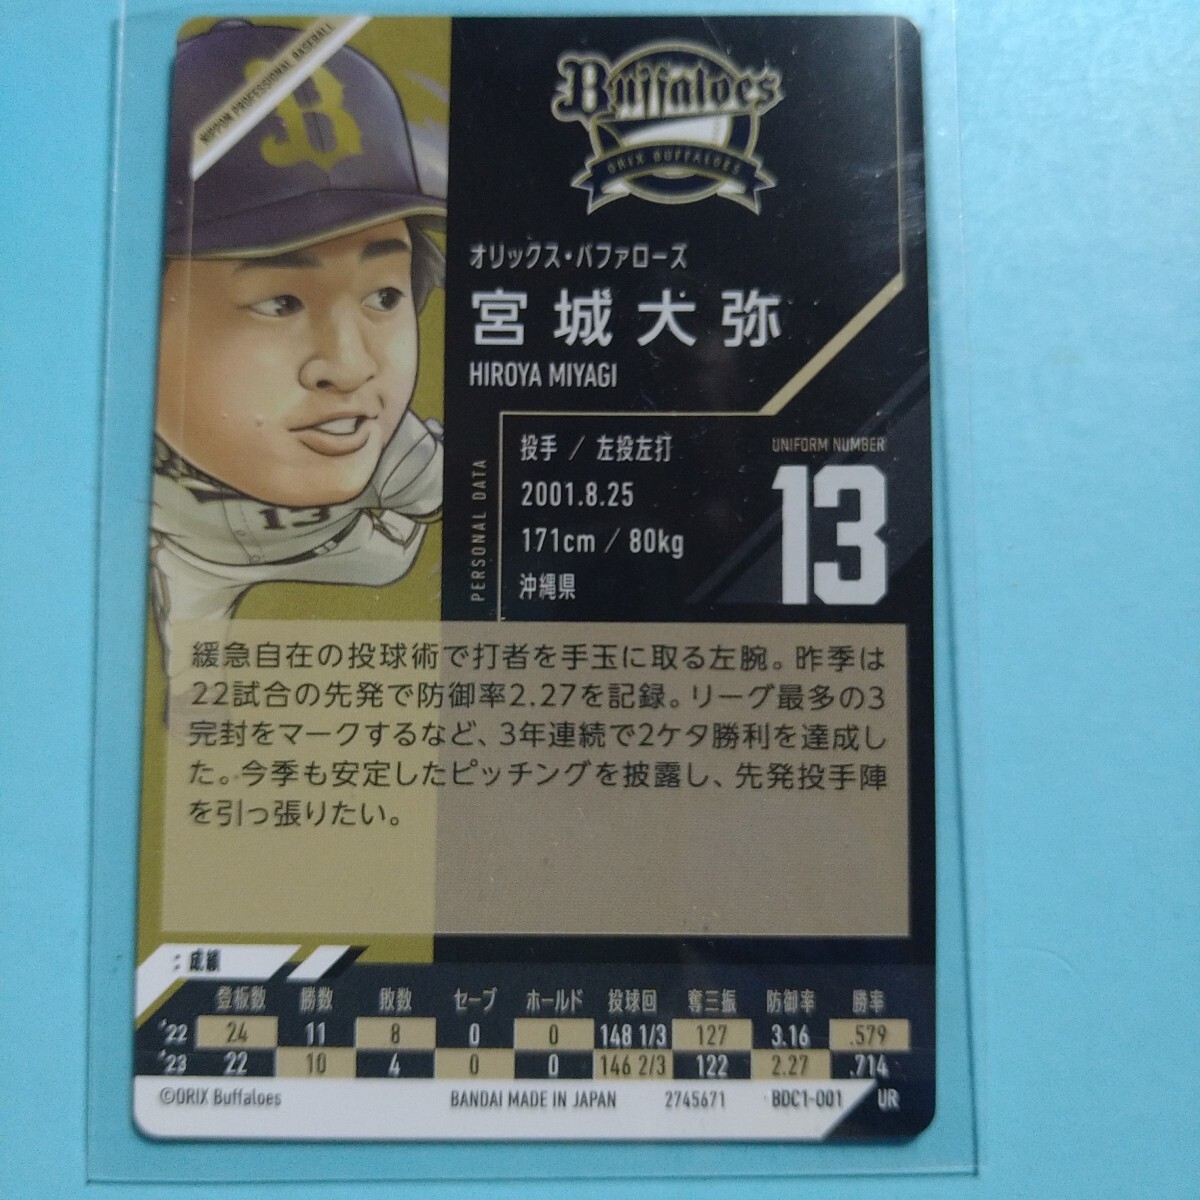 NIPPON PROFESSIONAL BASEBALL
B
Buffaloes
ORIX BUFFALOES
オリックス・バファローズ
宮城大弥
HIROYA MIYAGI
PERSONAL DATA
投手 / 左投左打
2001.8.25
171cm / 80kg
沖縄県
UNIFORM NUMBER
13
13
緩急自在の投球術で打者を手玉に取る左腕。昨季は
22試合の先発で防御率2.27を記録。リーグ最多の3
完封をマークするなど、3年連続で2ケタ勝利を達成し
た。今季も安定したピッチングを披露し、先発投手陣
を引っ張りたい。
成績
登板数 勝数 敗数 セーブ ホールド 投球回 奪三振 防御率 勝率
'22 24 11 8 0 0 148 1/3 127 3.16 .579
'23 22 10 4 0 0 146 2/3 122 2.27 .714
©ORIX Buffaloes BANDAI MADE IN JAPAN 2745671 BDC1-001 UR